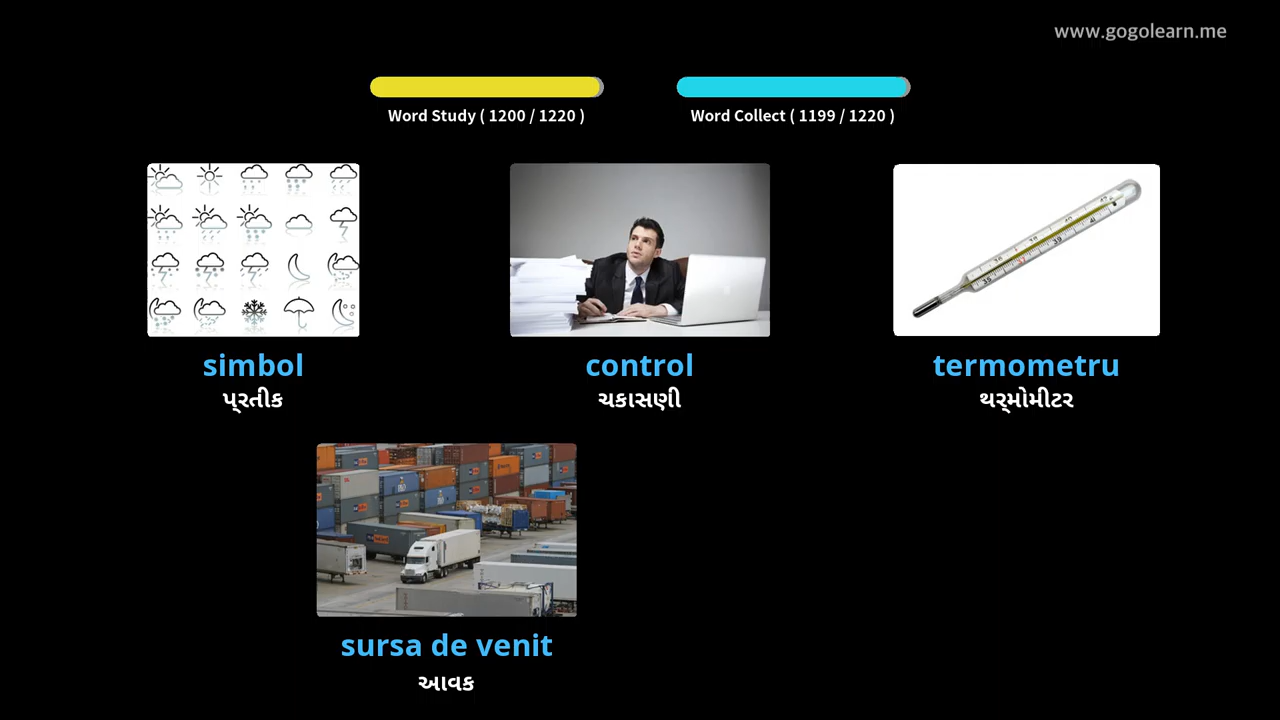 www.gogolearn.me
Word Study ( 1200 / 1220 )
Word Collect ( 1199 / 1220 )
simbol
પ્રતીક
control
ચકાસણી
termometru
થર્મોમીટર
sursa de venit
આવક